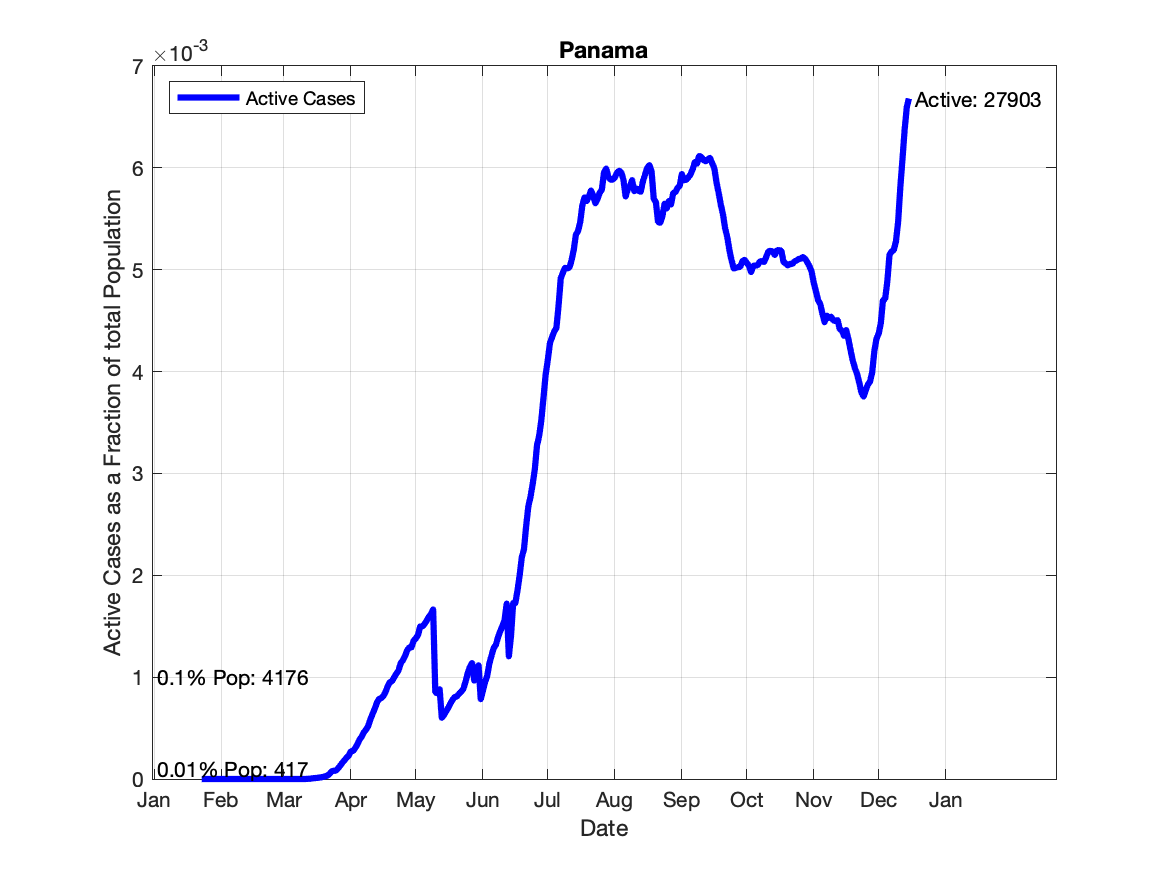 Panama
×10-3
7
Active Cases
Active: 27903
6
5
4
3
2
1
0.1% Pop: 4176
0.01% Pop: 417
0
Jan Feb Mar Apr May Jun Jul Aug Sep Oct Nov Dec Jan
Date
Active Cases as a Fraction of total Population